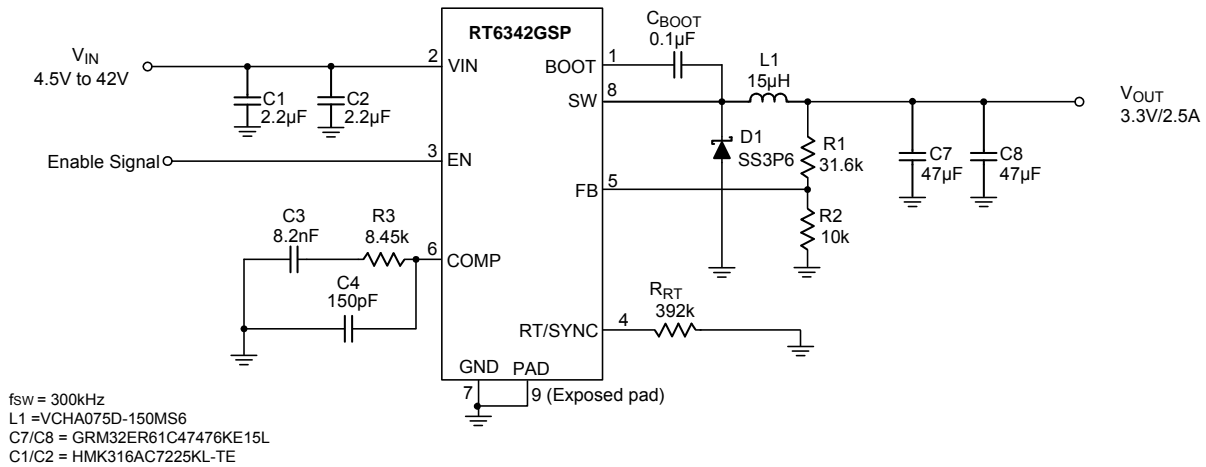 RT6342GSP
CBOOT
0.1µF
VIN
4.5V to 42V
2
VIN
BOOT
1
L1
15µH
8
SW
VOUT
3.3V/2.5A
C1
2.2µF
C2
2.2µF
D1
SS3P6
R1
31.6k
C7
47µF
C8
47µF
Enable Signal
3
EN
FB
5
R2
10k
C3
8.2nF
R3
8.45k
6
COMP
C4
150pF
RRT
392k
RT/SYNC
4
GND
PAD
7
9 (Exposed pad)
fSW = 300kHz
L1 =VCHA075D-150MS6
C7/C8 = GRM32ER61C47476KE15L
C1/C2 = HMK316AC7225KL-TE